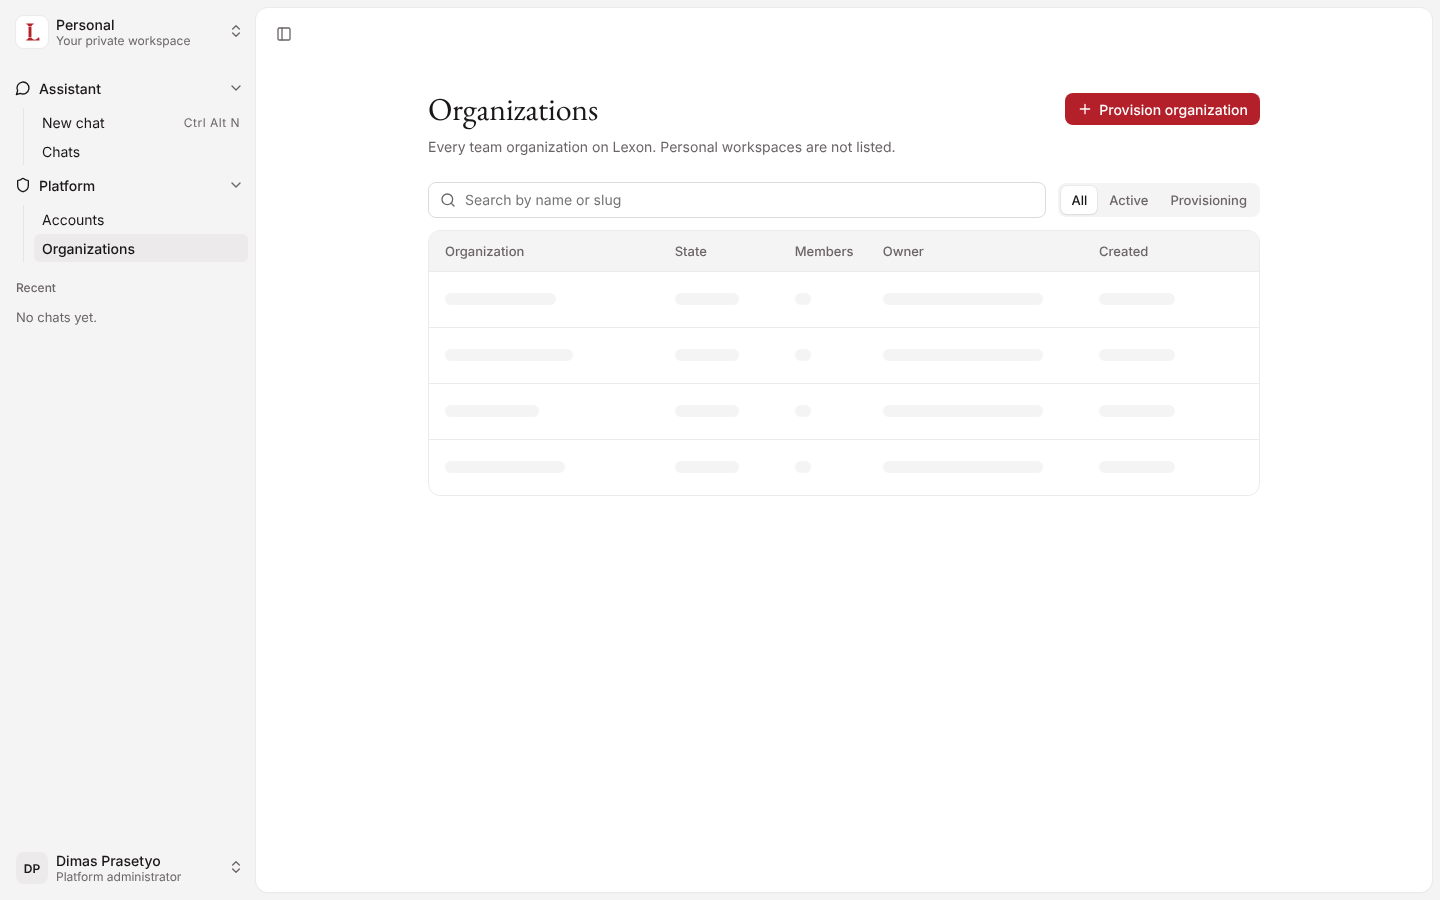 L
Personal
Your private workspace
Assistant
New chat Ctrl Alt N
Chats
Platform
Accounts
Organizations
Recent
No chats yet.
DP
Dimas Prasetyo
Platform administrator
Organizations
Provision organization
Every team organization on Lexon. Personal workspaces are not listed.
Search by name or slug
All Active Provisioning
Organization State Members Owner Created